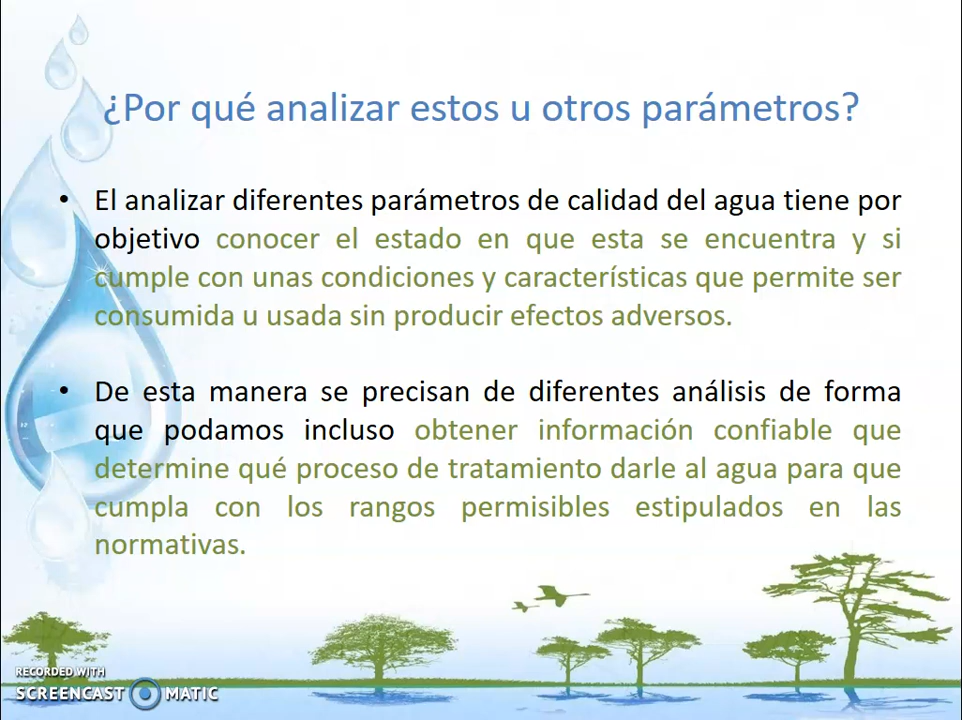 ¿Por qué analizar estos u otros parámetros?
• El analizar diferentes parámetros de calidad del agua tiene por
objetivo conocer el estado en que esta se encuentra y si
cumple con unas condiciones y características que permite ser
consumida u usada sin producir efectos adversos.
• De esta manera se precisan de diferentes análisis de forma
que podamos incluso obtener información confiable que
determine qué proceso de tratamiento darle al agua para que
cumpla con los rangos permisibles estipulados en las
normativas.
RECORDED WITH
SCREENCAST MATIC